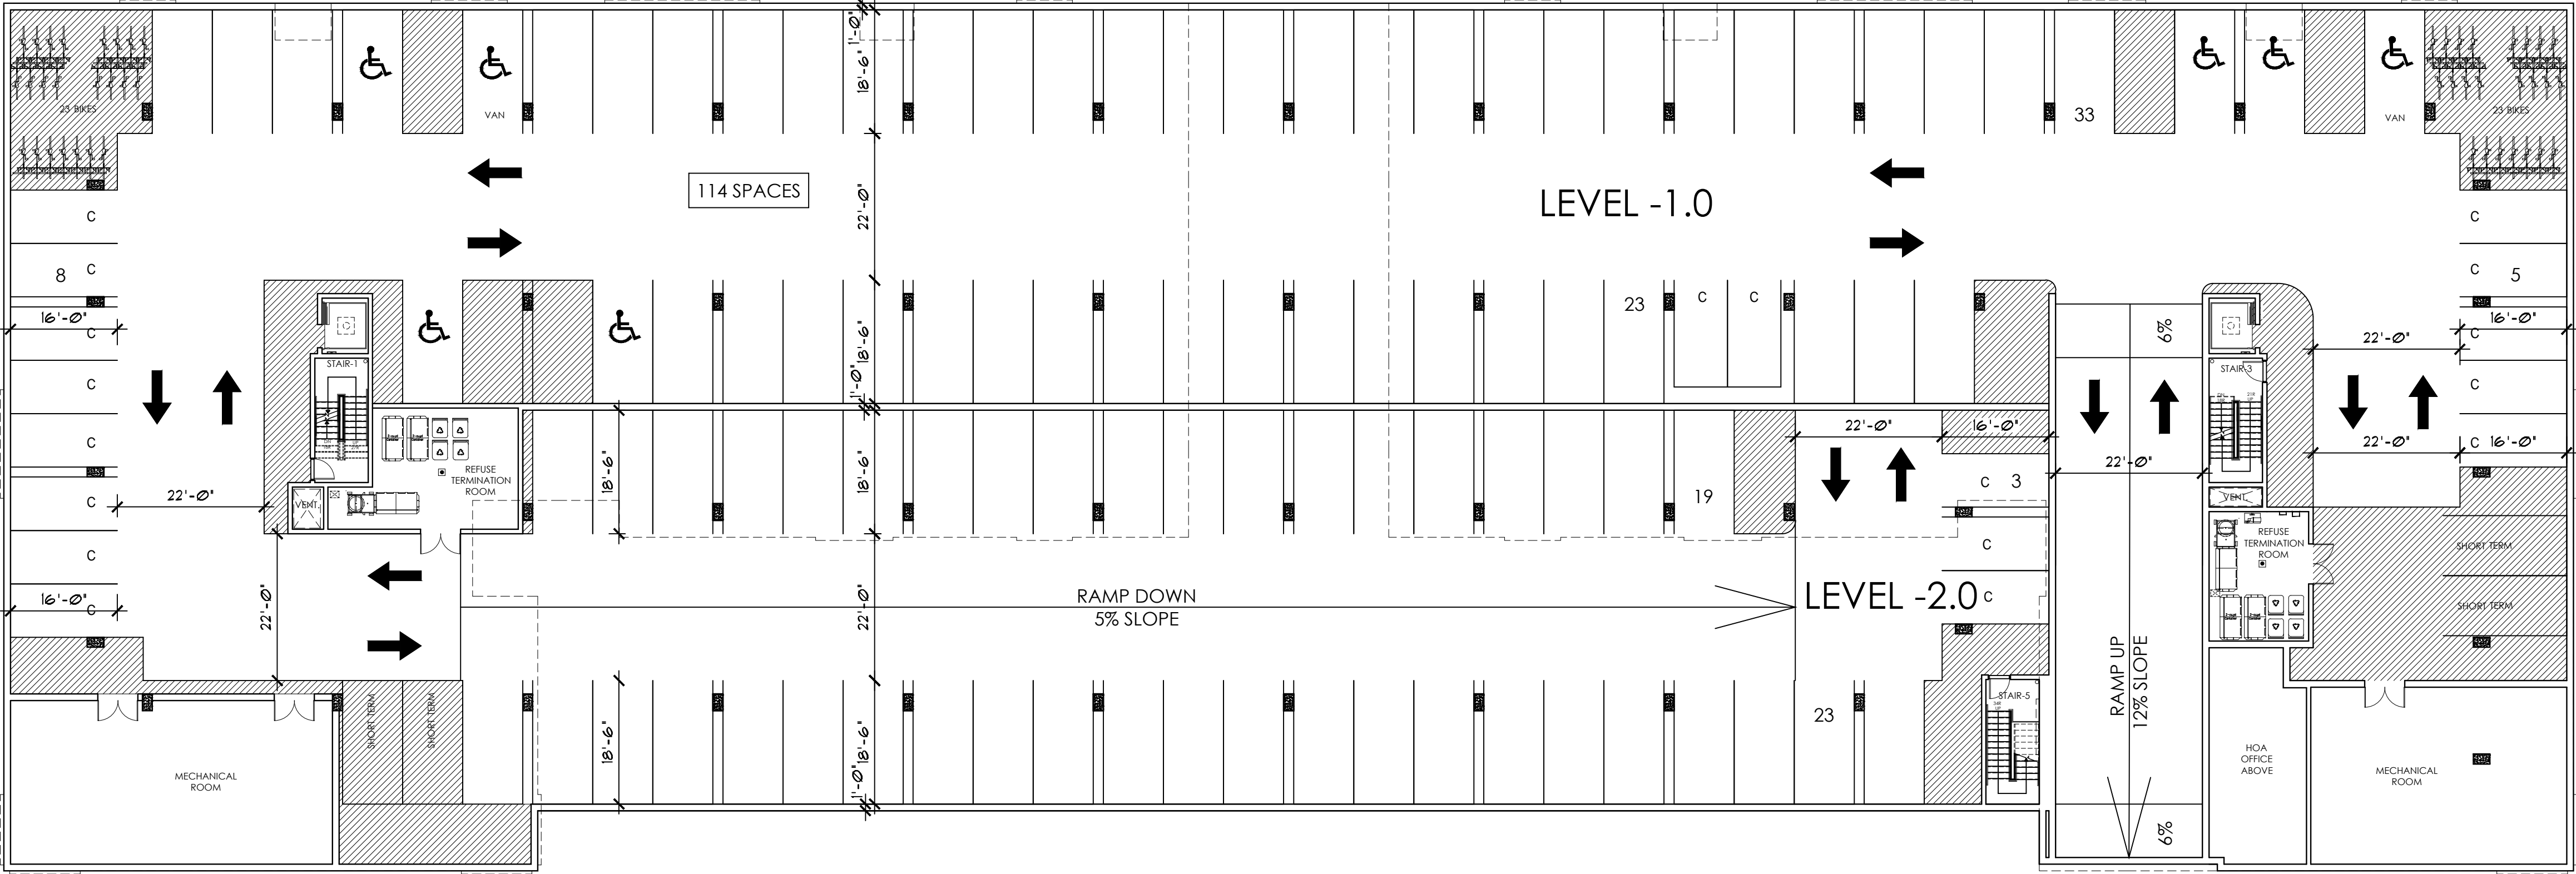 1'-0"
18'-6"
23 BIKES
VAN
33
VAN
23 BIKES
114 SPACES
LEVEL -1.0
22'-0"
C
C
8
C
C
5
23
C
C
16'-0"
C
6%
22'-0"
16'-0"
C
STAIR-1
STAIR-3
18'-6"
1'-0"
C
C
22'-0"
16'-0"
C
22'-0"
C
16'-0"
22'-0"
REFUSE
TERMINATION
ROOM
18'-6"
18'-6"
19
C
3
C
22'-0"
VENT.
VENT.
C
C
REFUSE
TERMINATION
ROOM
SHORT TERM
SHORT TERM
16'-0"
C
22'-0"
22'-0"
RAMP DOWN
5% SLOPE
LEVEL -2.0
C
RAMP UP
12% SLOPE
SHORT TERM
SHORT TERM
18'-6"
18'-6"
1'-0"
23
STAIR-5
MECHANICAL
ROOM
HOA
OFFICE
ABOVE
MECHANICAL
ROOM
6%